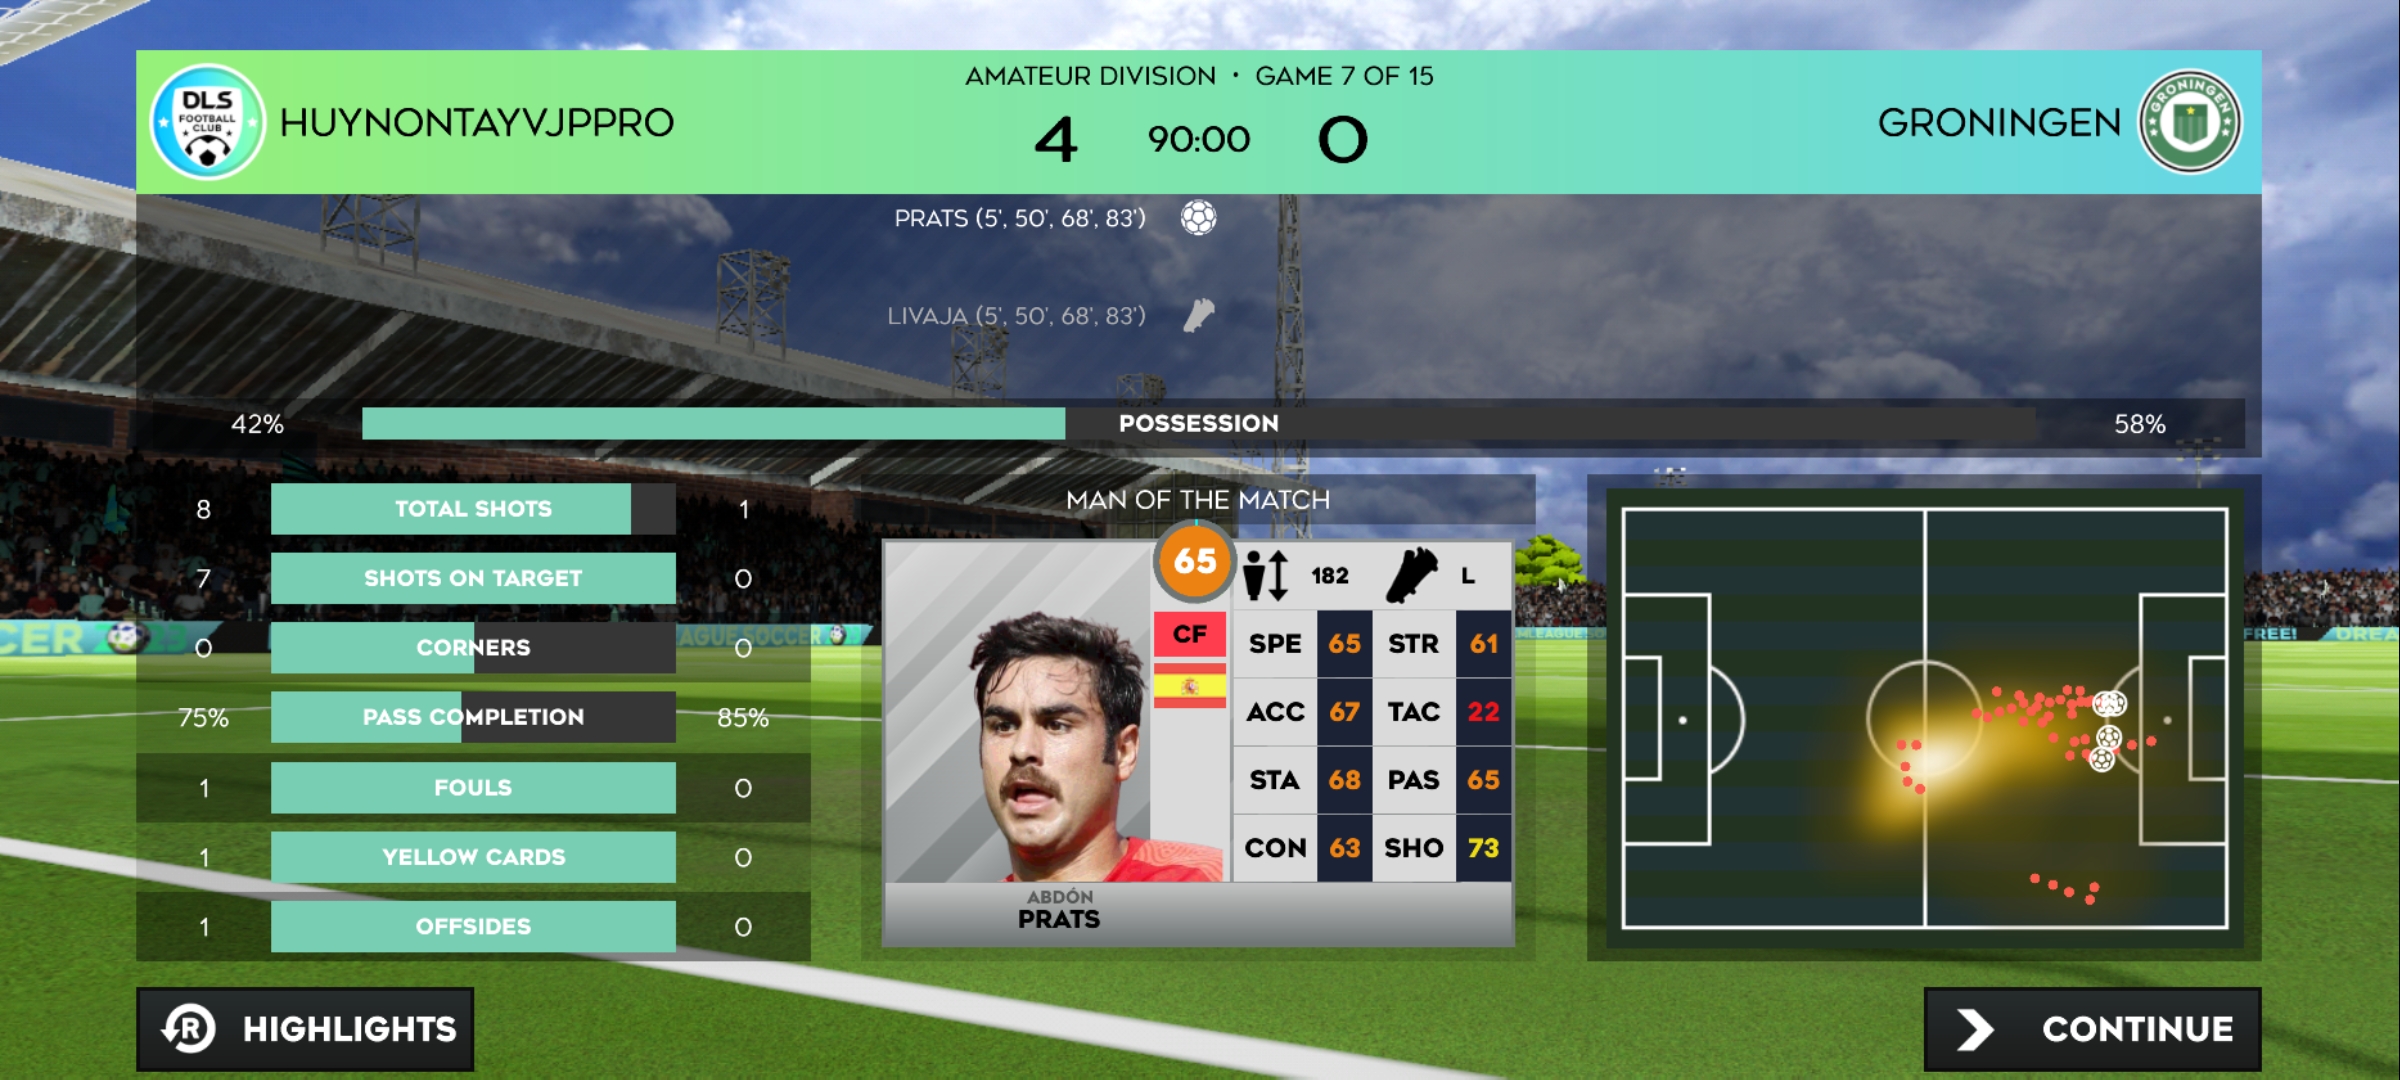 AMATEUR DIVISION • GAME 7 OF 15
DLS
FOOTBALL
CLUB
HUYNONTAYVJPPRO
4 90:00 0
GRONINGEN
GRONINGEN
PRATS (5', 50', 68', 83')
LIVAJA (5', 50', 68', 83')
42% POSSESSION 58%
8 TOTAL SHOTS 1
7 SHOTS ON TARGET 0
0 CORNERS 0
75% PASS COMPLETION 85%
1 FOULS 0
1 YELLOW CARDS 0
1 OFFSIDES 0
MAN OF THE MATCH
65
182 L
CF
SPE 65 STR 61
ACC 67 TAC 22
STA 68 PAS 65
CON 63 SHO 73
ABDÓN
PRATS
AGUE SOCCER
FREE!
R HIGHLIGHTS
CONTINUE